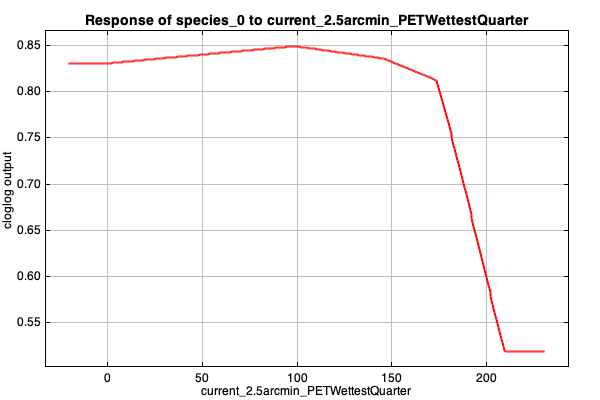 Response of species_0 to current_2.5arcmin_PETWettestQuarter
0.85
0.80
0.75
0.70
0.65
0.60
0.55
cloglog output
0 50 100 150 200
current_2.5arcmin_PETWettestQuarter